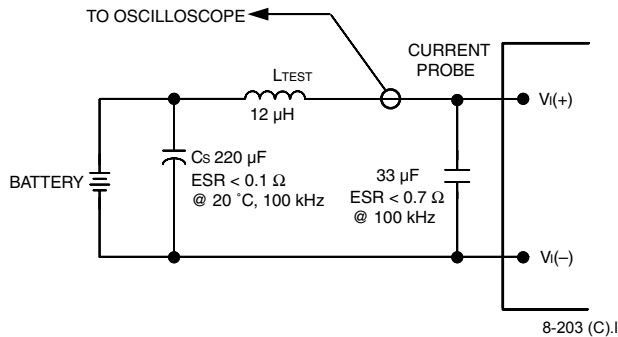 TO OSCILLOSCOPE
CURRENT
PROBE
LTEST
12 µH
VI(+)
CS 220 µF
ESR < 0.1 Ω
@ 20 ˚C, 100 kHz
33 µF
ESR < 0.7 Ω
@ 100 kHz
BATTERY
VI(–)
8-203 (C).l